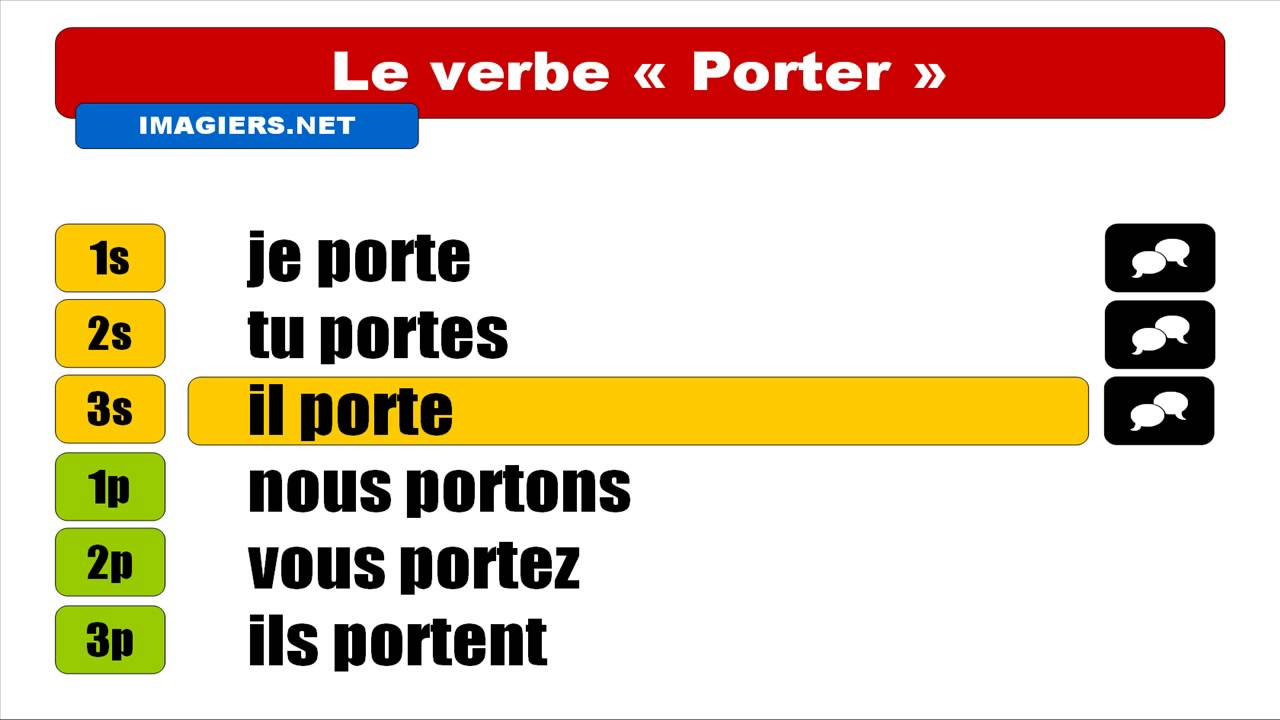 Le verbe « Porter »
IMAGIERS.NET
1s je porte
2s tu portes
3s il porte
1p nous portons
2p vous portez
3p ils portent